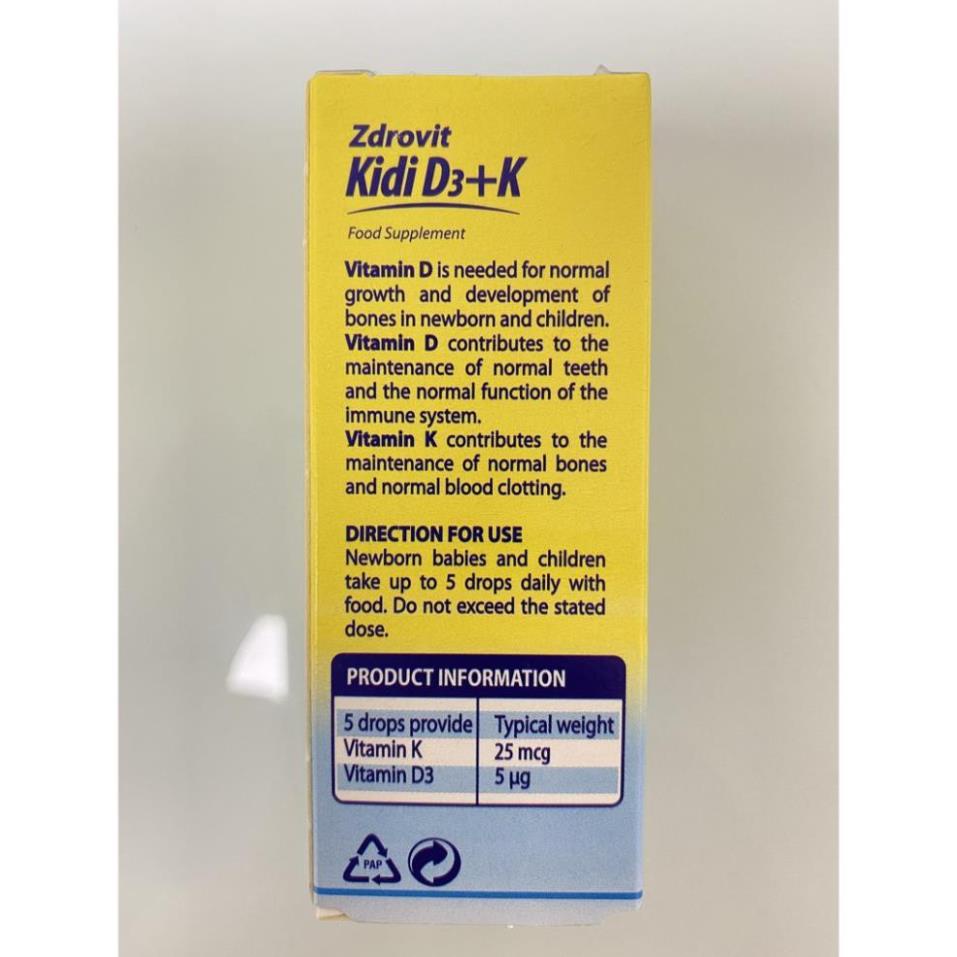 Zdrovit
Kidi D3+K
Food Supplement
Vitamin D is needed for normal
growth and development of
bones in newborn and children.
Vitamin D contributes to the
maintenance of normal teeth
and the normal function of the
immune system.
Vitamin K contributes to the
maintenance of normal bones
and normal blood clotting.
DIRECTION FOR USE
Newborn babies and children
take up to 5 drops daily with
food. Do not exceed the stated
dose.
PRODUCT INFORMATION
5 drops provide Typical weight
Vitamin K 25 mcg
Vitamin D3 5 µg
PAP